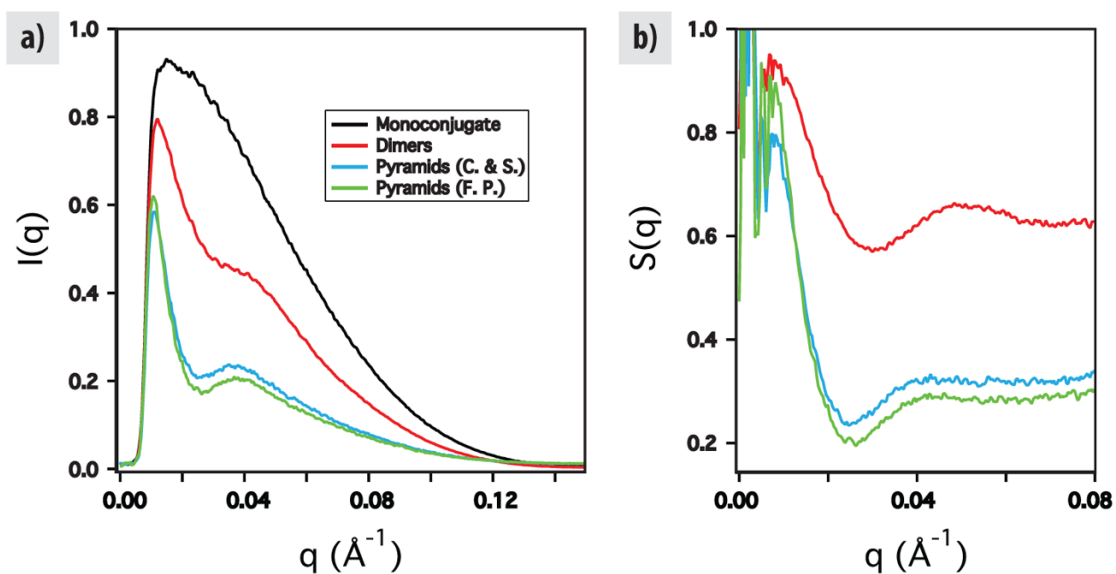 a)
1.0
0.8
0.6
0.4
0.2
0.0
I(q)
0.00
0.04
0.08
0.12
q (Å⁻¹)
Monoconjugate
Dimers
Pyramids (C. & S.)
Pyramids (F. P.)
b)
1.0
0.8
0.6
0.4
0.2
S(q)
0.00
0.04
0.08
q (Å⁻¹)